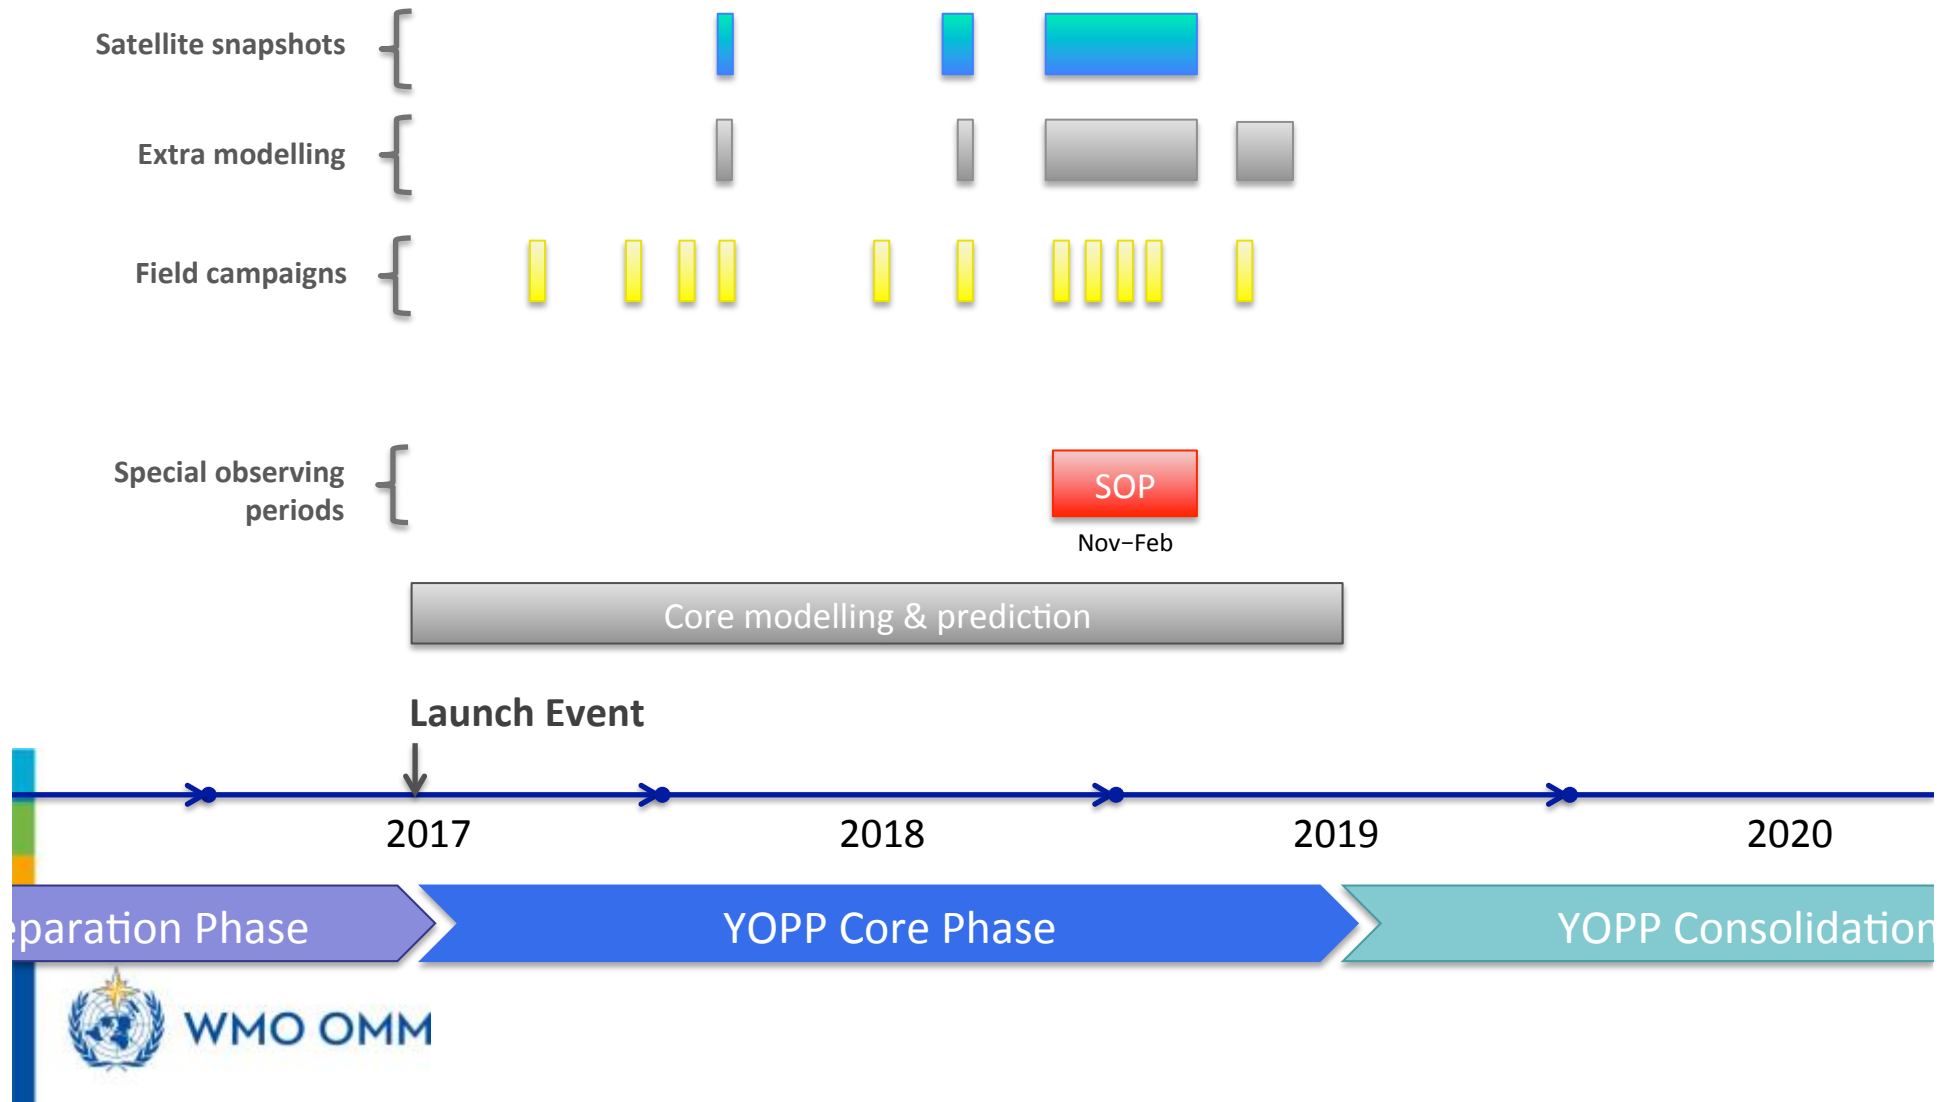 Satellite snapshots
Extra modelling
Field campaigns
Special observing
periods
SOP
Nov–Feb
Core modelling & prediction
Launch Event
2017
2018
2019
2020
eparation Phase
YOPP Core Phase
YOPP Consolidation
WMO OMM